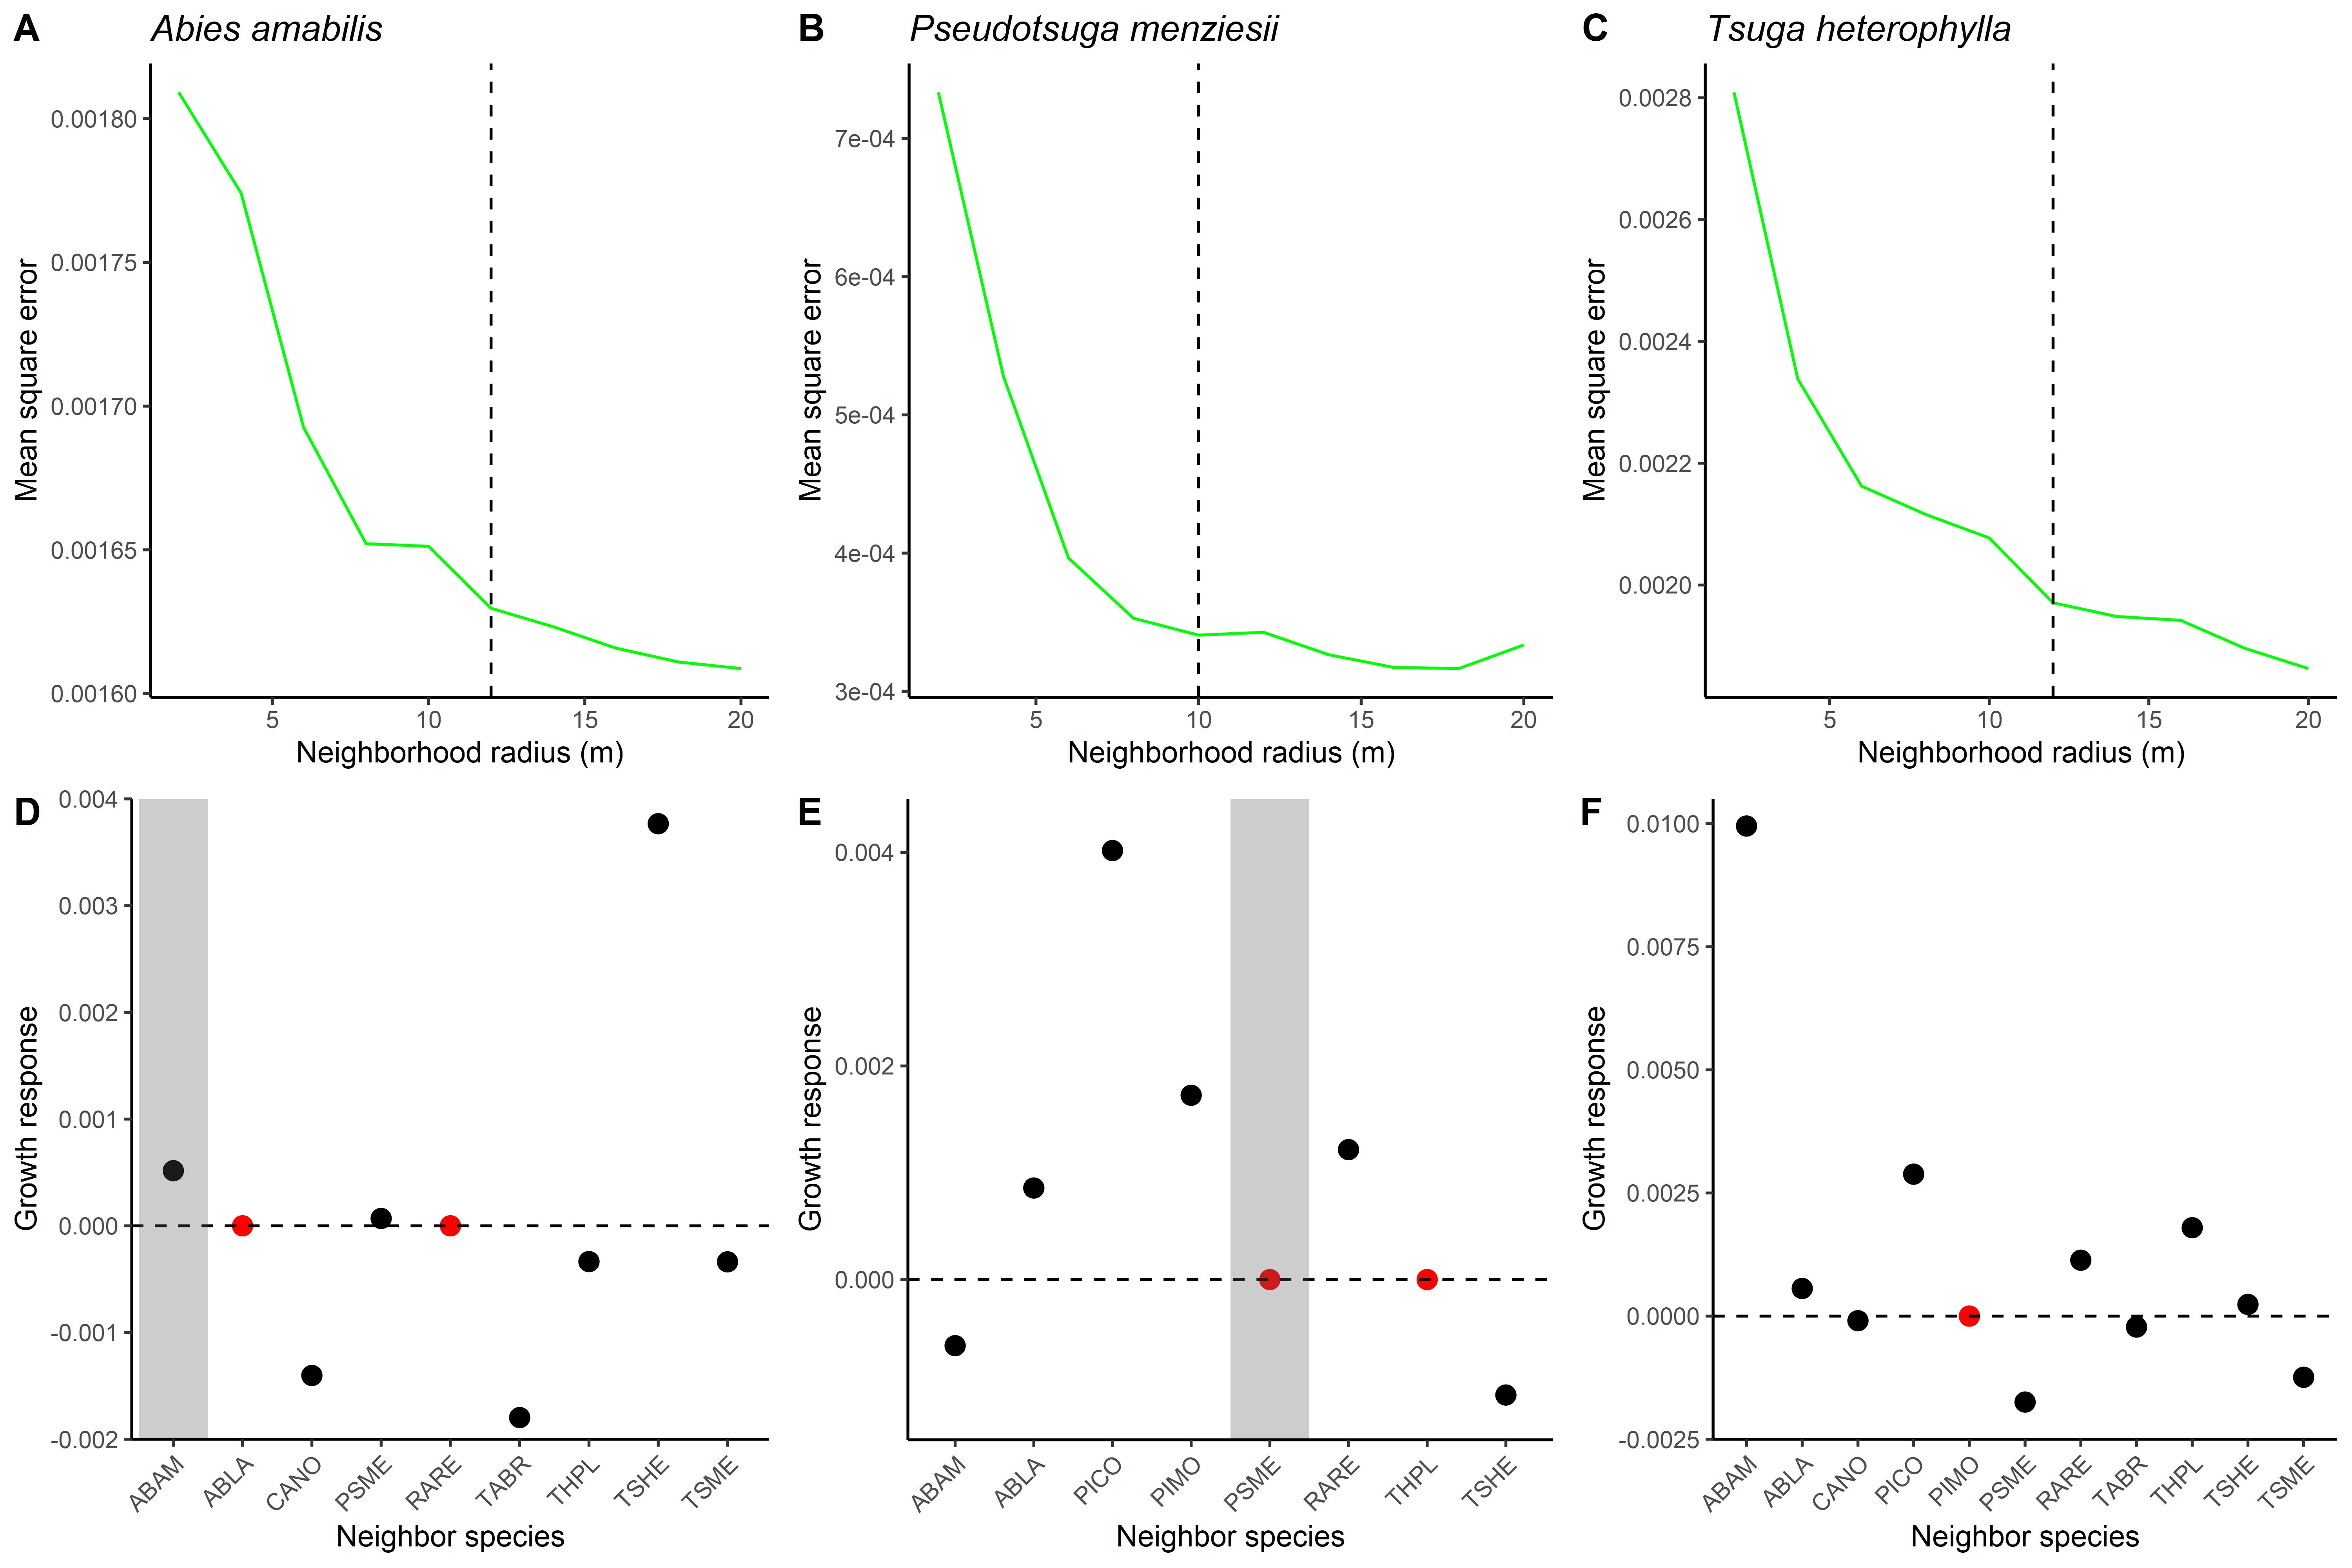 A Abies amabilis
0.00180
0.00175
0.00170
0.00165
0.00160
Mean square error
5 10 15 20
Neighborhood radius (m)
B Pseudotsuga menziesii
7e-04
6e-04
5e-04
4e-04
3e-04
Mean square error
5 10 15 20
Neighborhood radius (m)
C Tsuga heterophylla
0.0028
0.0026
0.0024
0.0022
0.0020
Mean square error
5 10 15 20
Neighborhood radius (m)
D
0.004
0.003
0.002
0.001
0.000
-0.001
-0.002
Growth response
ABAM ABLA CANO PSME RARE TABR THPL TSHE TSME
Neighbor species
E
0.004
0.002
0.000
Growth response
ABAM ABLA PICO PIMO PSME RARE THPL TSHE
Neighbor species
F
0.0100
0.0075
0.0050
0.0025
0.0000
-0.0025
Growth response
ABAM ABLA CANO PICO PIMO PSME RARE TABR THPL TSHE TSME
Neighbor species